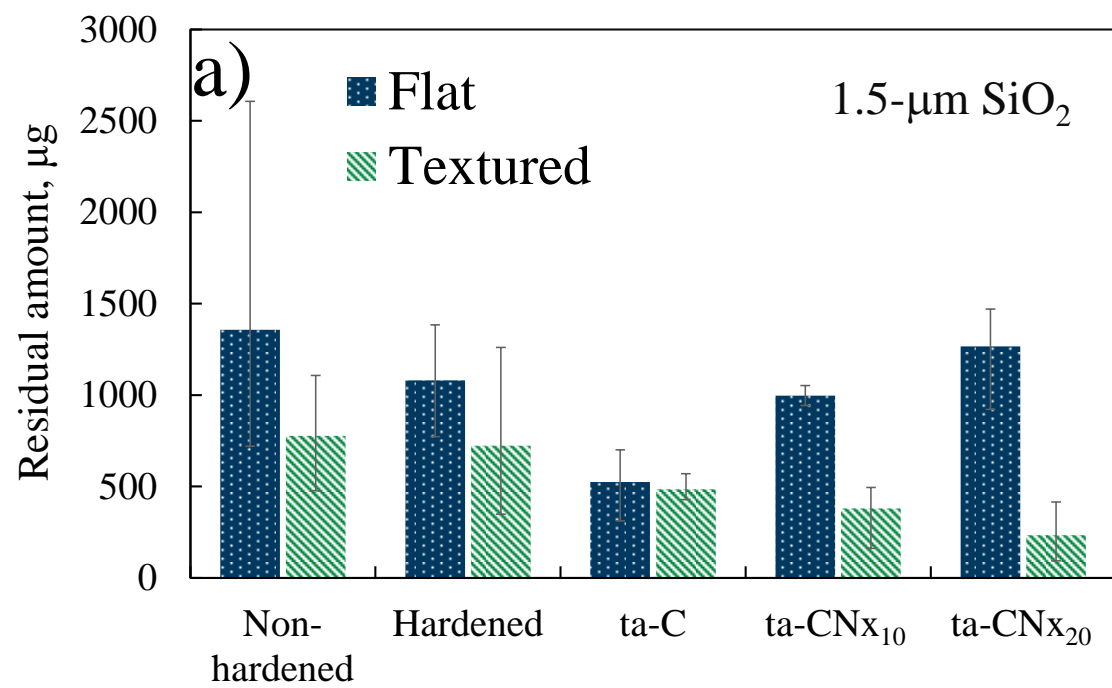 a)
Flat
Textured
1.5-μm SiO₂
Residual amount, μg
3000
2500
2000
1500
1000
500
0
Non-
hardened
Hardened
ta-C
ta-CNx₁₀
ta-CNx₂₀